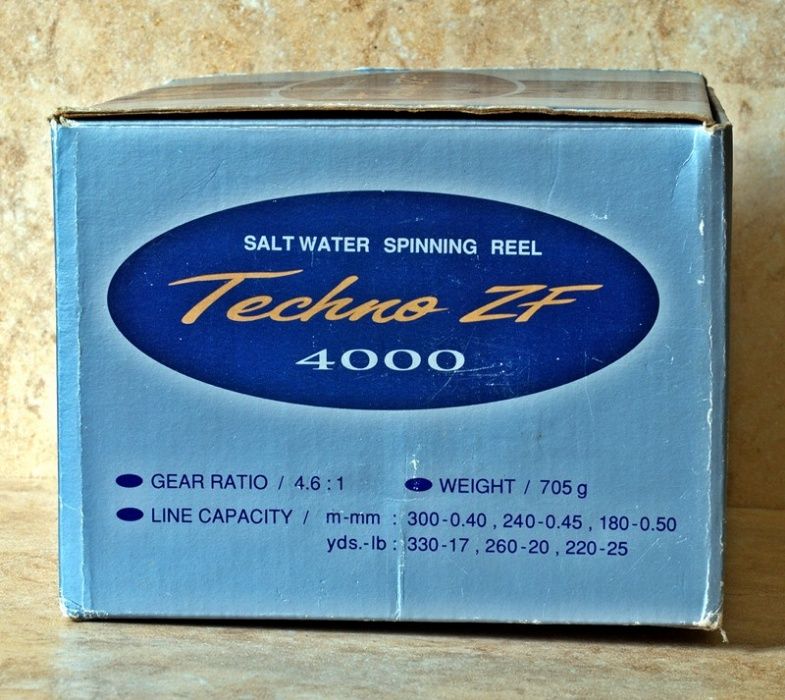 SALT WATER SPINNING REEL
Techno ZF
4000
GEAR RATIO / 4.6 : 1 WEIGHT / 705 g
LINE CAPACITY / m-mm : 300-0.40 , 240-0.45 , 180-0.50
yds.-lb : 330-17 , 260-20 , 220-25